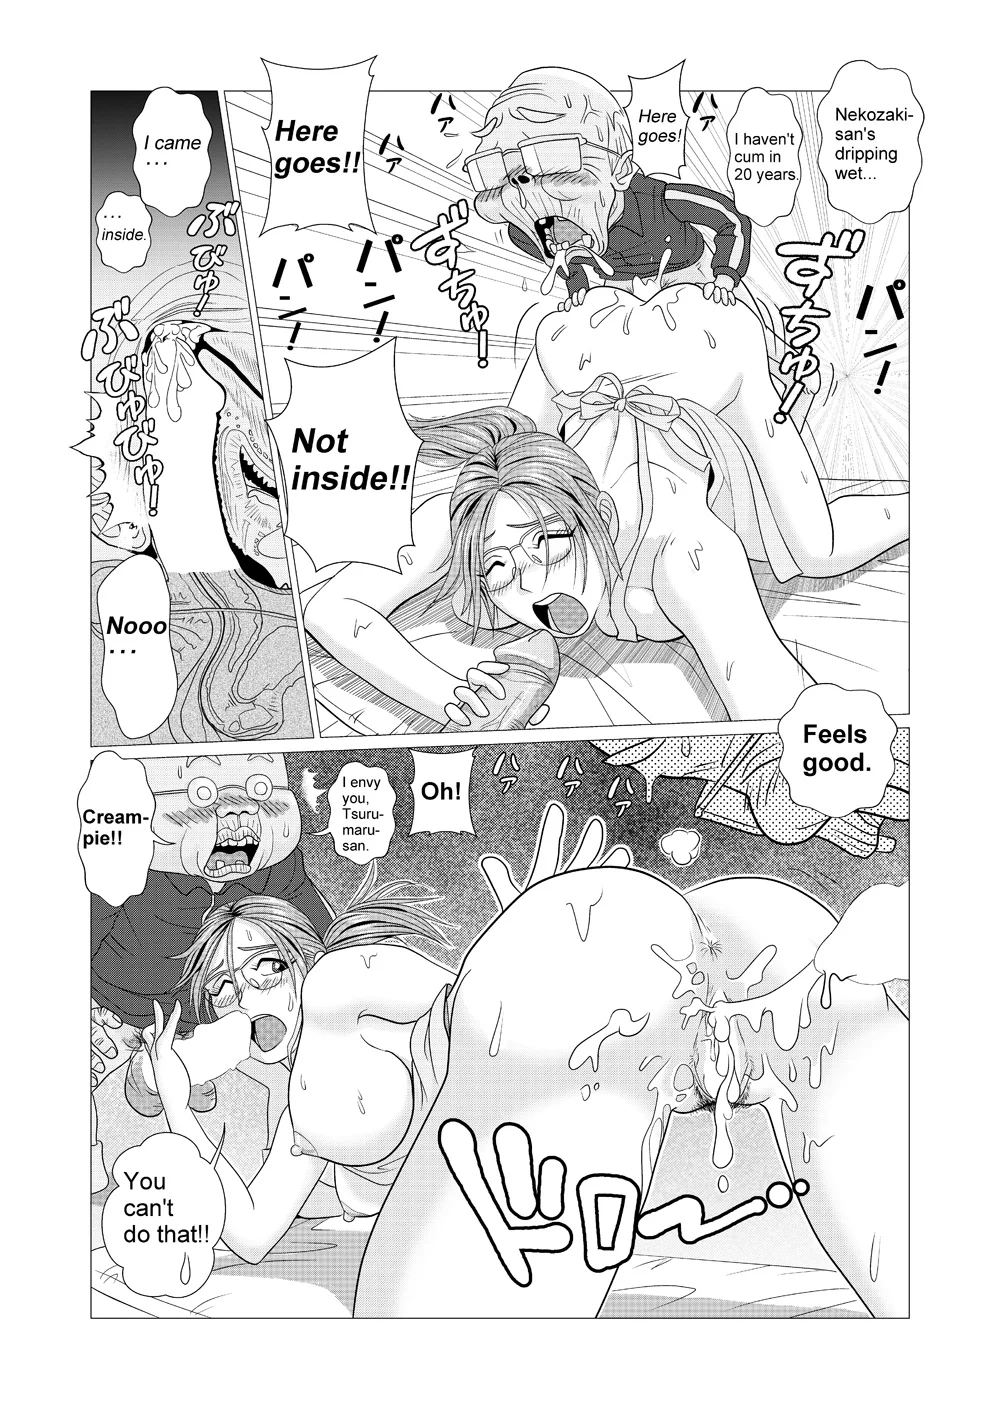 Nekozaki-
san's
dripping
wet...
I haven't
cum in
20 years.
Here
goes!
Here
goes!!
ハァ
ハァ
ハァ
パーン!
パーン!
パーン!
ずちゅ!
ずちゅ!
Not
inside!!
I came
...
...
inside.
ぶびゅ!
ぶびゅびゅ!
Nooo
...
Feels
good.
ハァ
ハァ
ハァ
Oh!
I envy
you,
Tsuru-
maru-
san.
Cream-
pie!!
You
can't
do that!!
ドロ〜